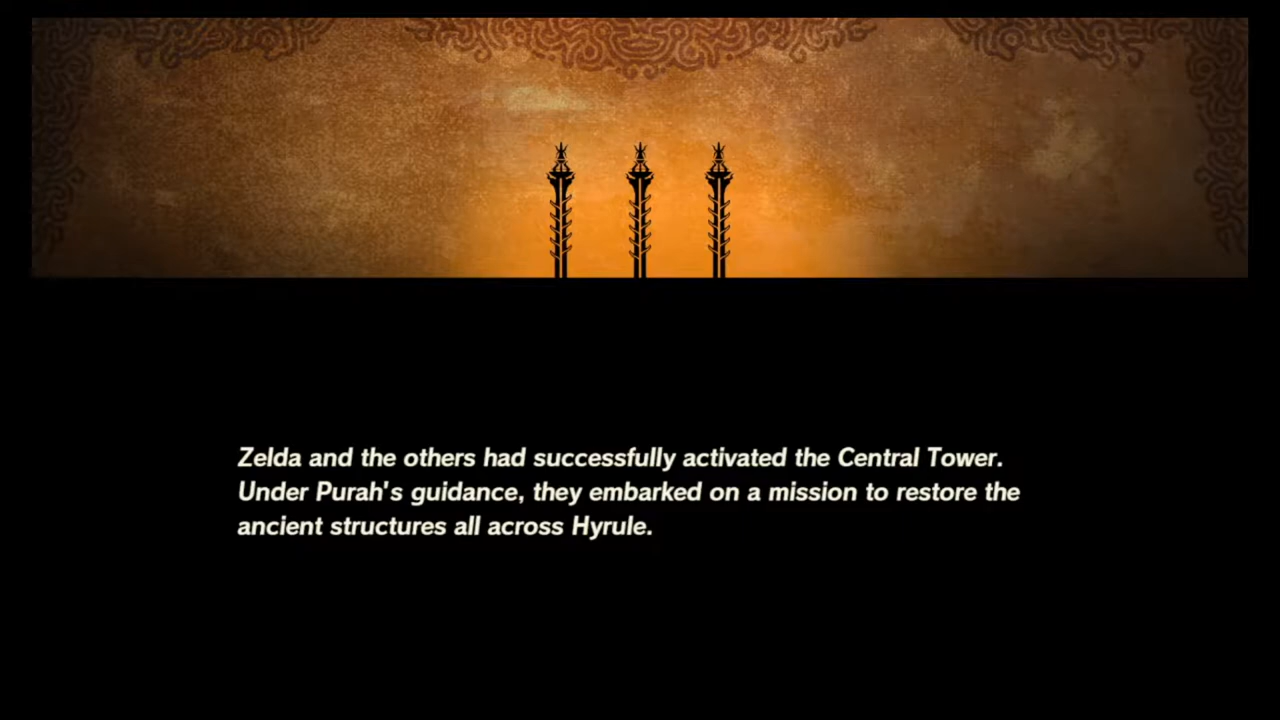 Zelda and the others had successfully activated the Central Tower.
Under Purah's guidance, they embarked on a mission to restore the
ancient structures all across Hyrule.